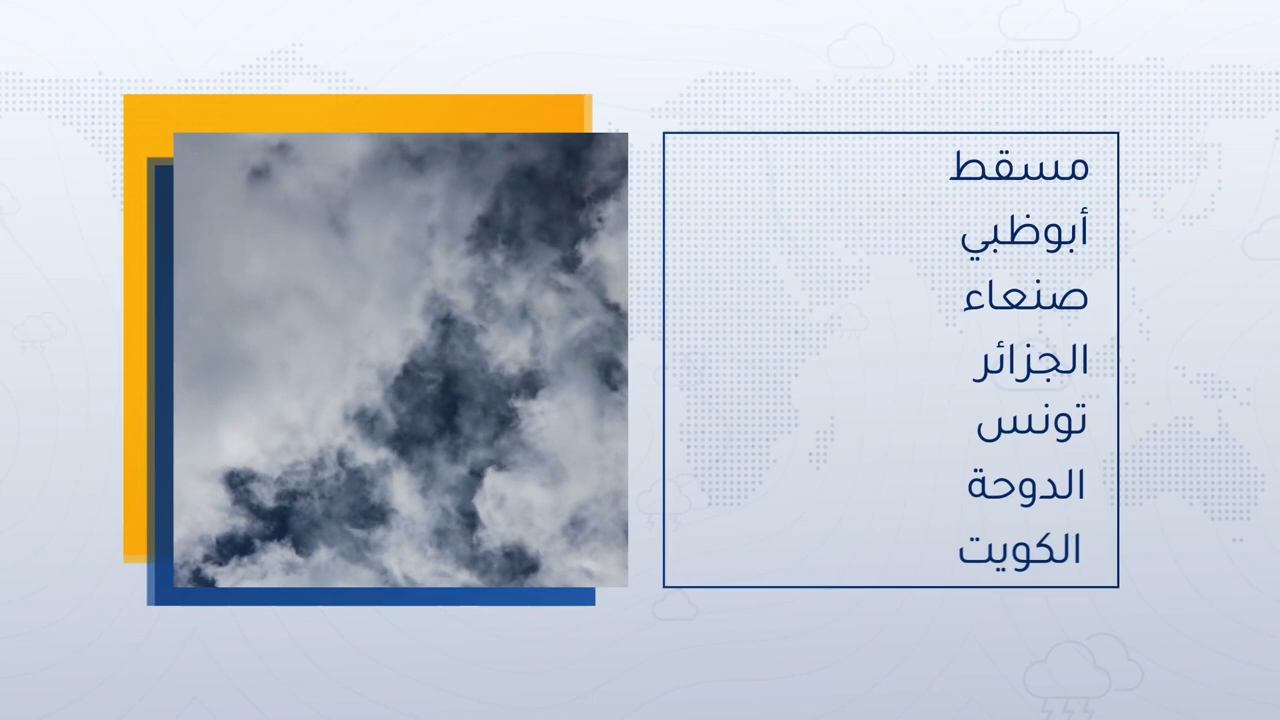 مسقط
أبوظبي
صنعاء
الجزائر
تونس
الدوحة
الكويت